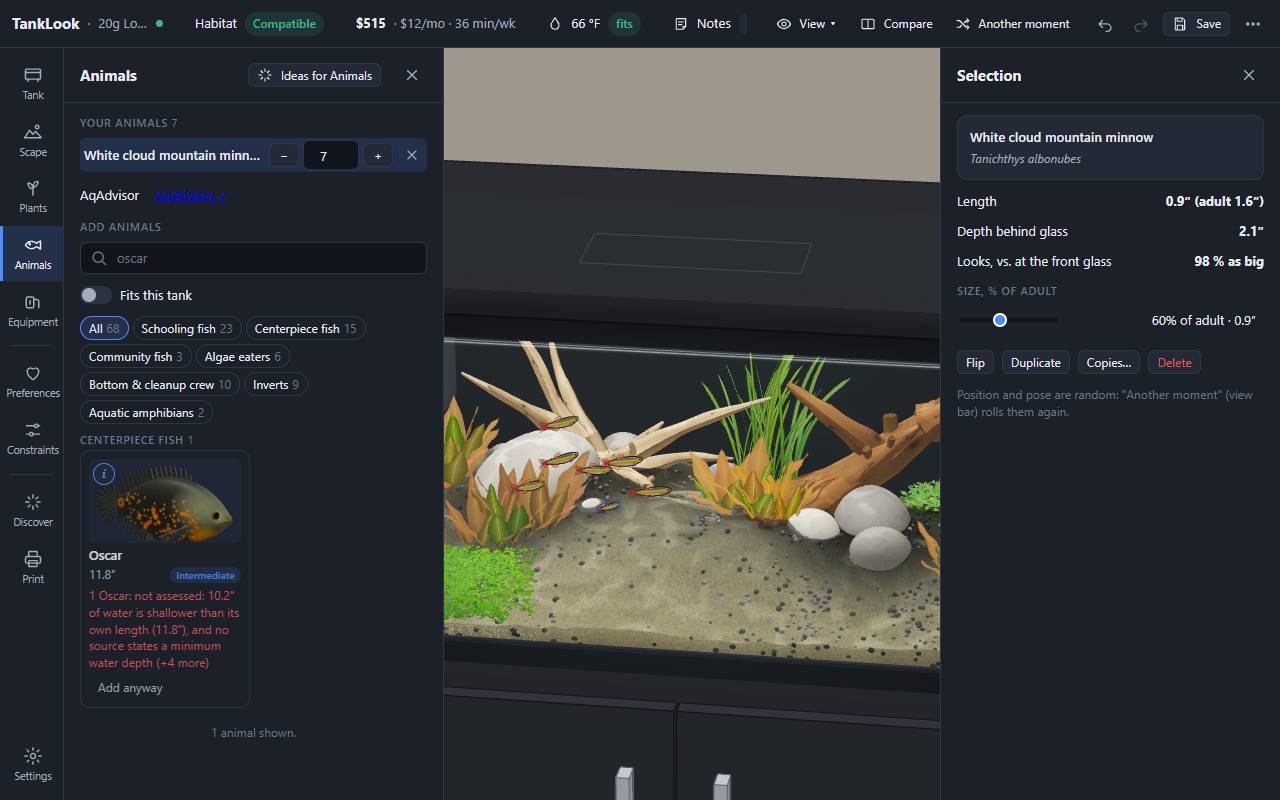 TankLook · 20g Lo...
Habitat Compatible
$515 · $12/mo · 36 min/wk
66 °F fits
Notes
View
Compare
Another moment
Save
Tank
Scape
Plants
Animals
Equipment
Preferences
Constraints
Discover
Print
Settings
Animals
Ideas for Animals
YOUR ANIMALS 7
White cloud mountain minn... − 7 +
AqAdvisor AqAdvisor ↗
ADD ANIMALS
oscar
Fits this tank
All 68 Schooling fish 23 Centerpiece fish 15
Community fish 3 Algae eaters 6
Bottom & cleanup crew 10 Inverts 9
Aquatic amphibians 2
CENTERPIECE FISH 1
i
Oscar
11.8″ Intermediate
1 Oscar: not assessed: 10.2″
of water is shallower than its
own length (11.8″), and no
source states a minimum
water depth (+4 more)
Add anyway
1 animal shown.
Selection
White cloud mountain minnow
Tanichthys albonubes
Length 0.9″ (adult 1.6″)
Depth behind glass 2.1″
Looks, vs. at the front glass 98 % as big
SIZE, % OF ADULT
60% of adult · 0.9″
Flip Duplicate Copies... Delete
Position and pose are random: "Another moment" (view
bar) rolls them again.